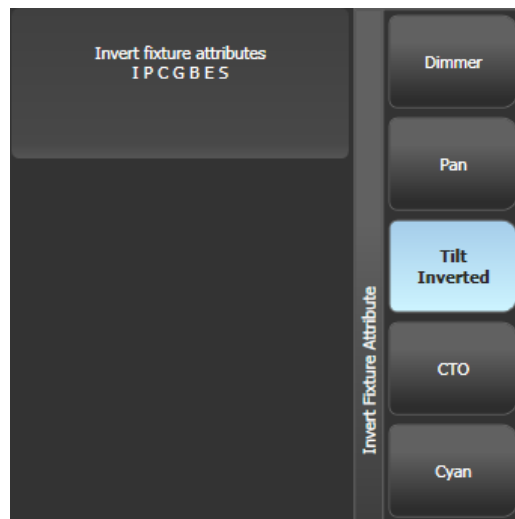 Invert fixture attributes
I P C G B E S
Invert Fixture Attribute
Dimmer
Pan
Tilt
Inverted
CTO
Cyan